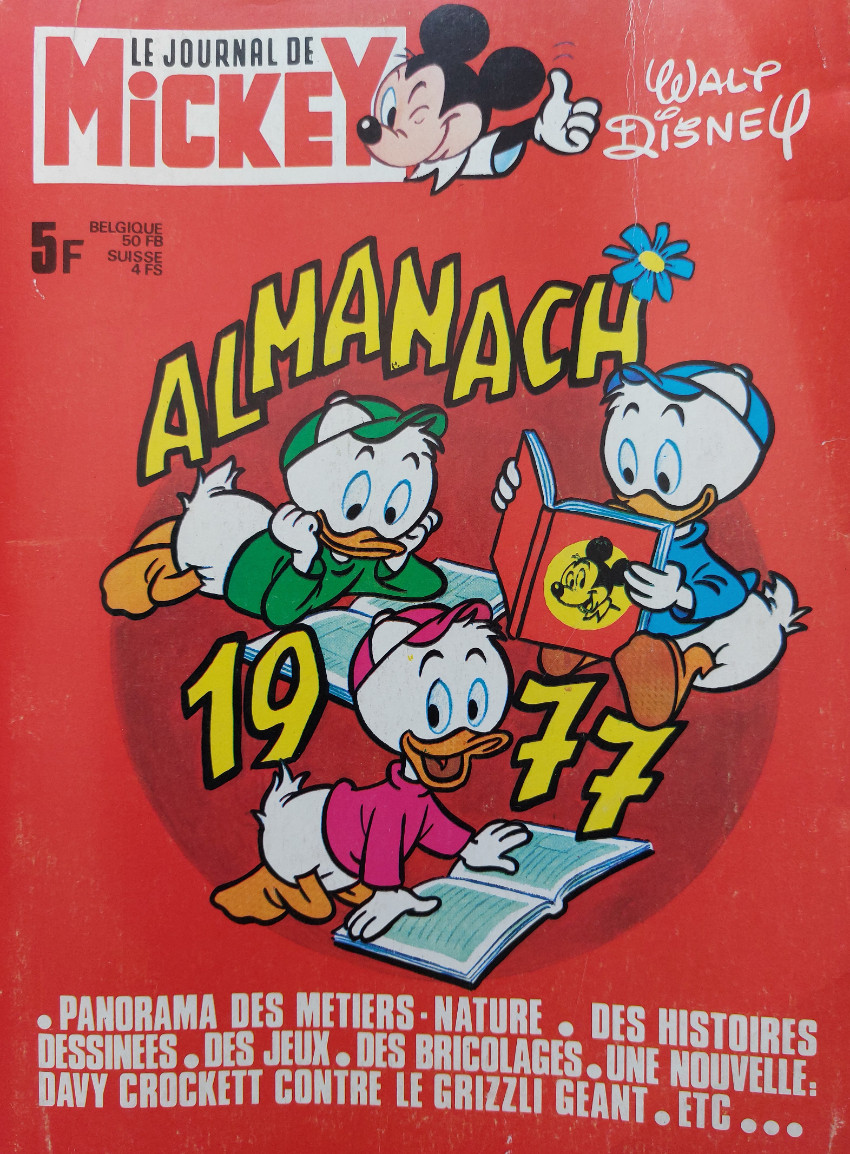 LE JOURNAL DE
MiCKEY
WALT
DiSNEY
5F
BELGIQUE
50 FB
SUISSE
4 FS
ALMANACH
1977
• PANORAMA DES METIERS - NATURE • DES HISTOIRES
DESSINEES • DES JEUX • DES BRICOLAGES • UNE NOUVELLE :
DAVY CROCKETT CONTRE LE GRIZZLI GEANT • ETC •••